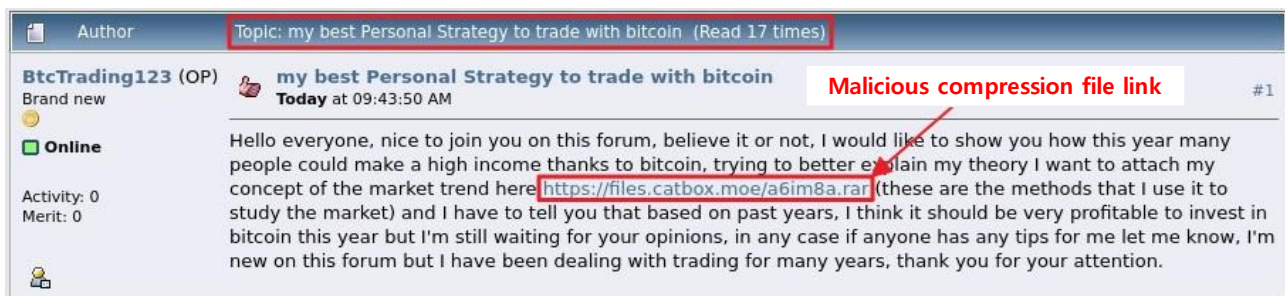 Author Topic: my best Personal Strategy to trade with bitcoin (Read 17 times)
BtcTrading123 (OP)
Brand new
Online
Activity: 0
Merit: 0
my best Personal Strategy to trade with bitcoin
Today at 09:43:50 AM
Malicious compression file link
#1
Hello everyone, nice to join you on this forum, believe it or not, I would like to show you how this year many
people could make a high income thanks to bitcoin, trying to better explain my theory I want to attach my
concept of the market trend here https://files.catbox.moe/a6im8a.rar (these are the methods that I use it to
study the market) and I have to tell you that based on past years, I think it should be very profitable to invest in
bitcoin this year but I'm still waiting for your opinions, in any case if anyone has any tips for me let me know, I'm
new on this forum but I have been dealing with trading for many years, thank you for your attention.